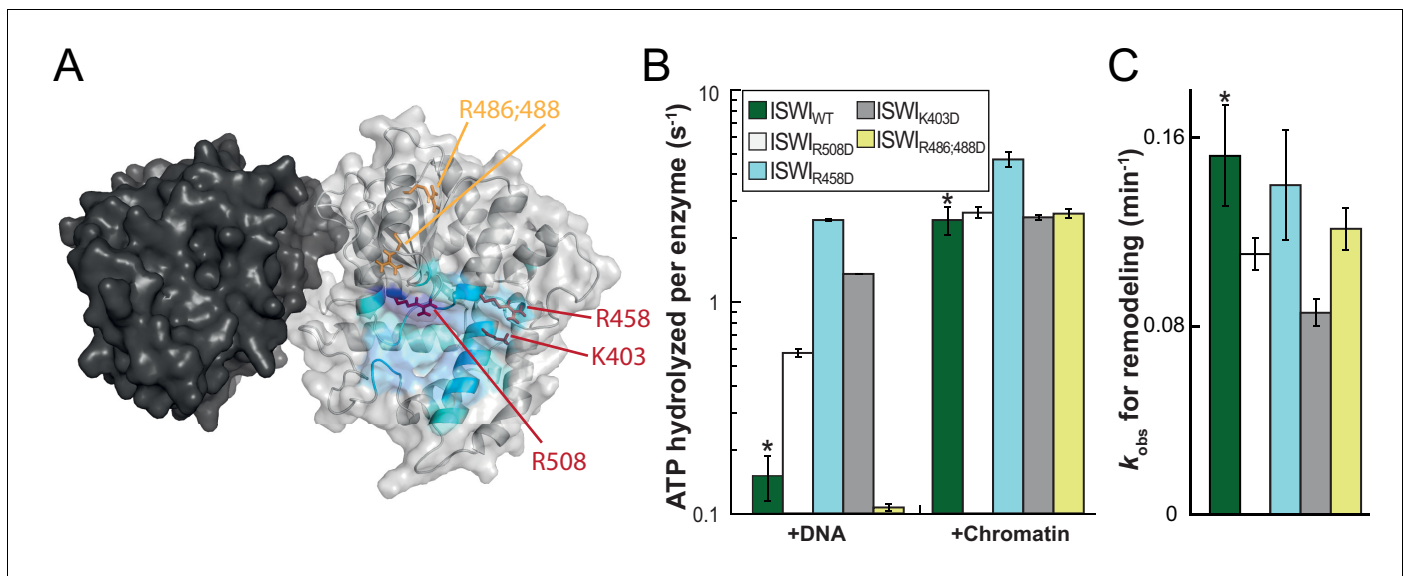 A
R486;488
R458
K403
R508
B
ATP hydrolyzed per enzyme (s⁻¹)
10
1
0.1
ISWI_WT
ISWI_K403D
ISWI_R508D
ISWI_R486;488D
ISWI_R458D
*
*
+DNA
+Chromatin
C
k_obs for remodeling (min⁻¹)
0.16
0.08
0
*